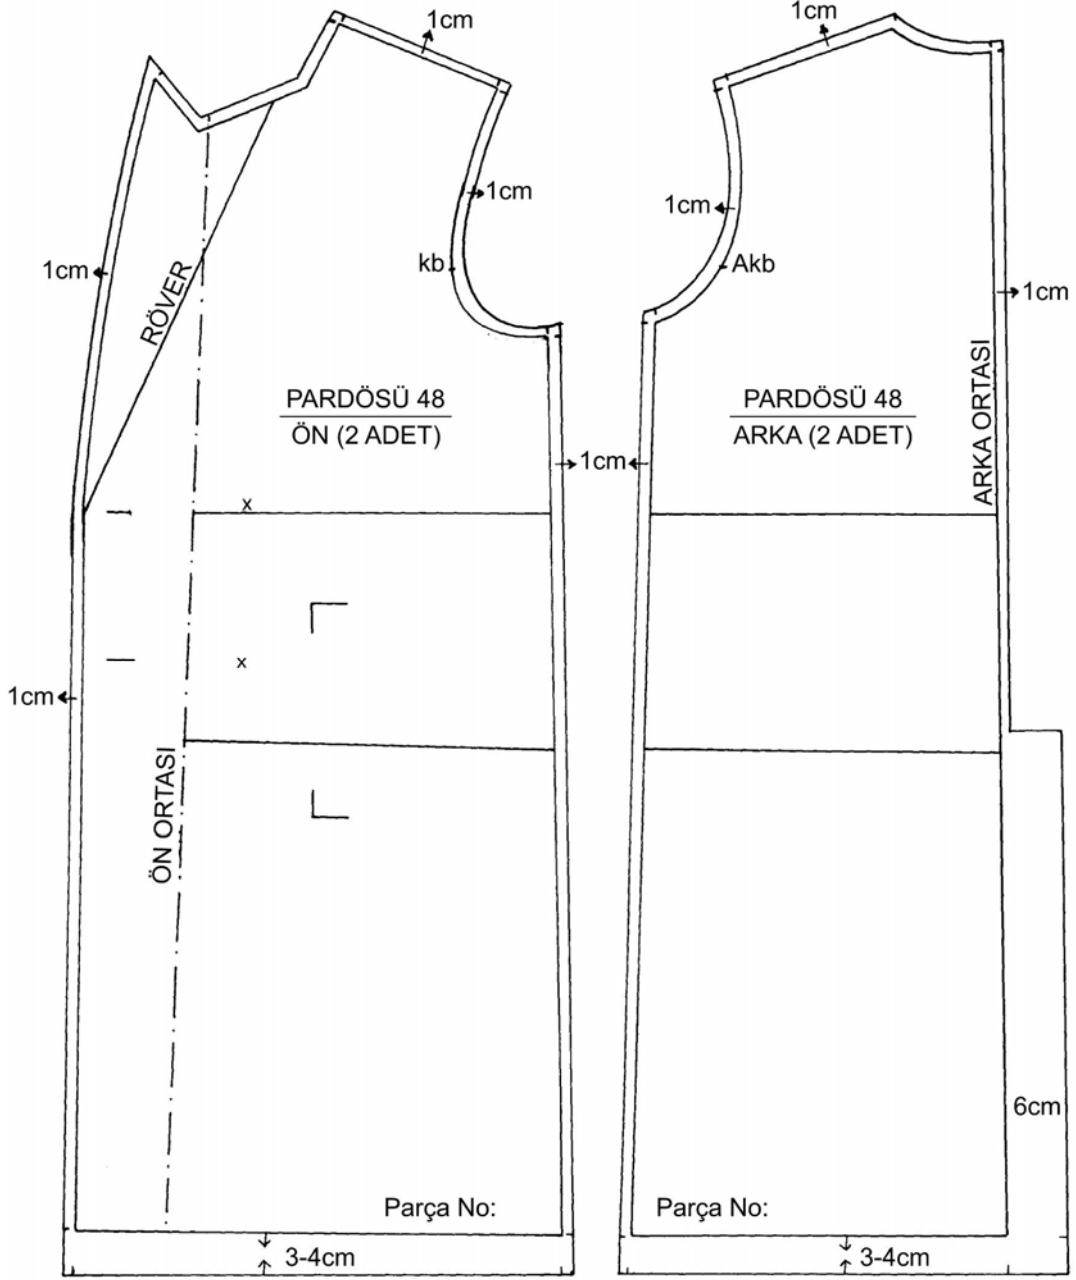 1cm
1cm
1cm
1cm
1cm
kb
Akb
1cm
1cm
RÖVER
ARKA ORTASI
PARDÖSÜ 48
ÖN (2 ADET)
PARDÖSÜ 48
ARKA (2 ADET)
1cm
x
x
1cm
ÖN ORTASI
6cm
Parça No:
Parça No:
3-4cm
3-4cm